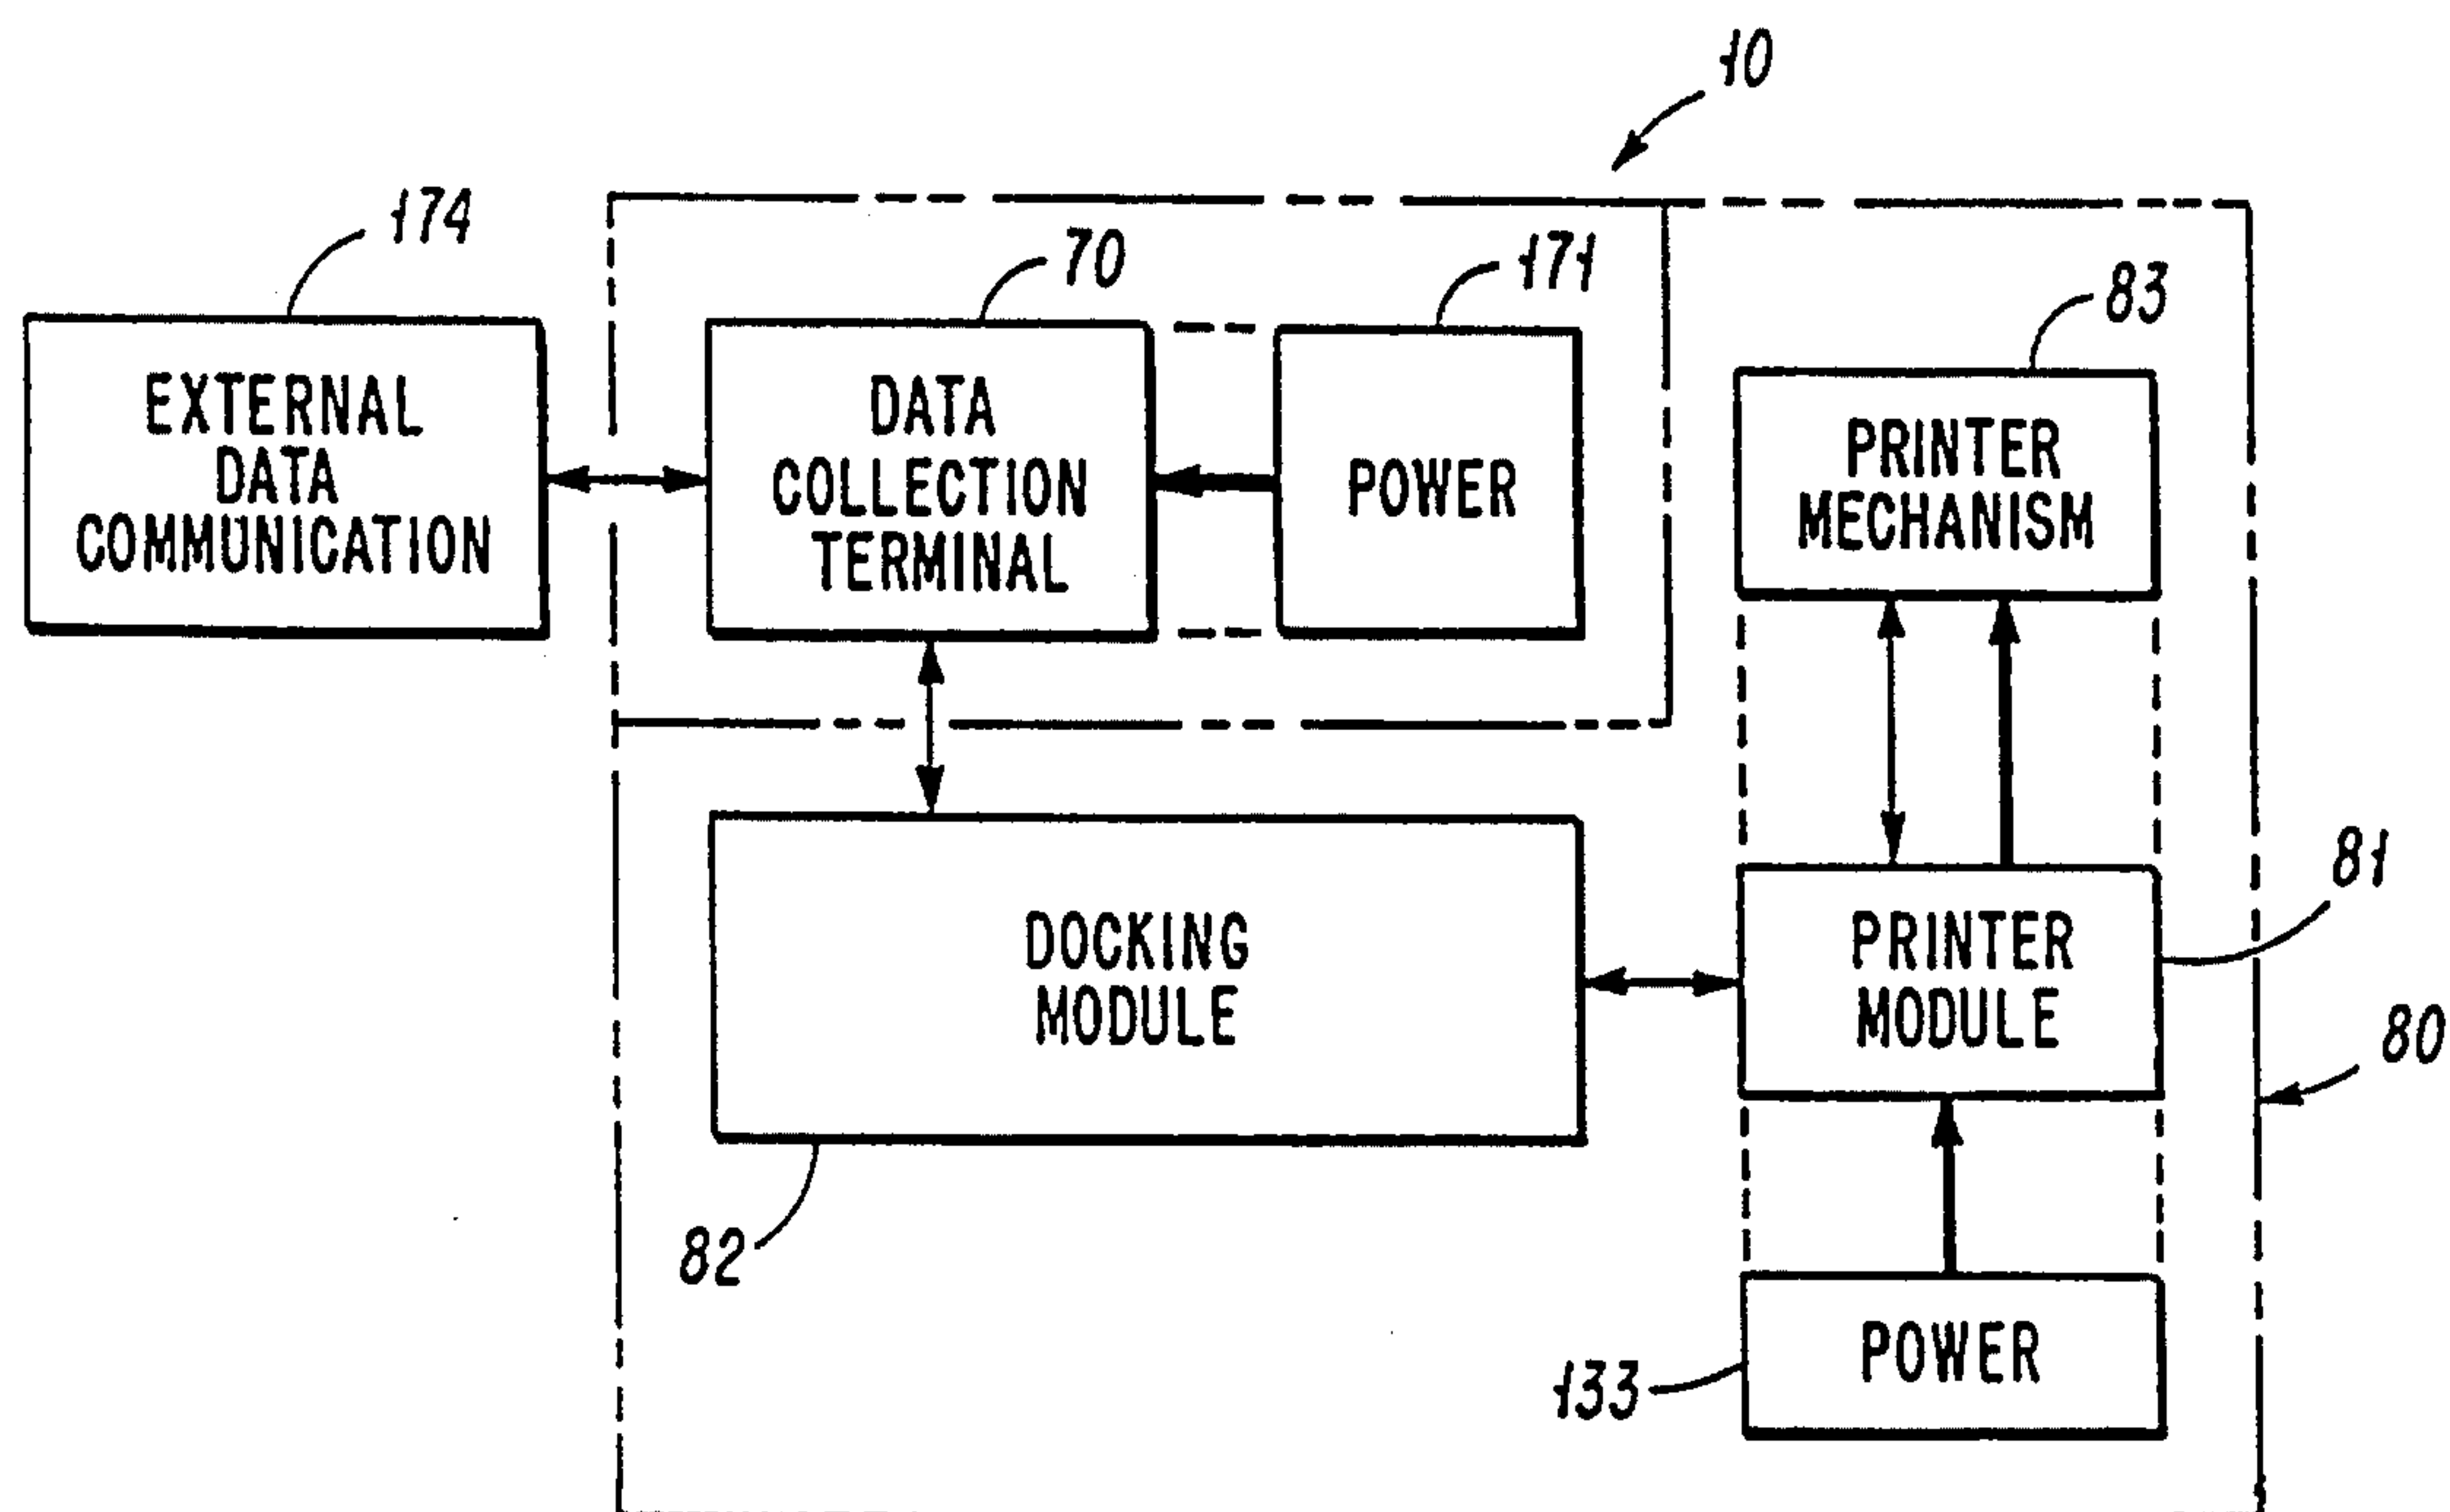 10
174
70
171
83
EXTERNAL
DATA
COMMUNICATION
DATA
COLLECTION
TERMINAL
POWER
PRINTER
MECHANISM
81
DOCKING
MODULE
PRINTER
MODULE
80
82
POWER
133